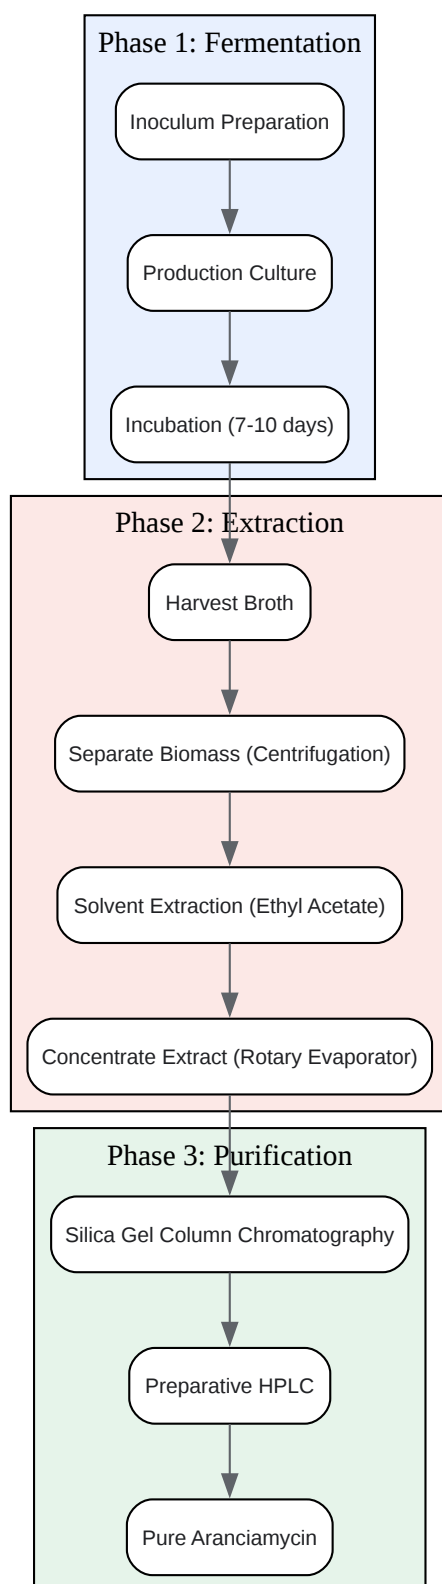 Phase 1: Fermentation
Inoculum Preparation
Production Culture
Incubation (7-10 days)
Phase 2: Extraction
Harvest Broth
Separate Biomass (Centrifugation)
Solvent Extraction (Ethyl Acetate)
Concentrate Extract (Rotary Evaporator)
Phase 3: Purification
Silica Gel Column Chromatography
Preparative HPLC
Pure Aranciamycin